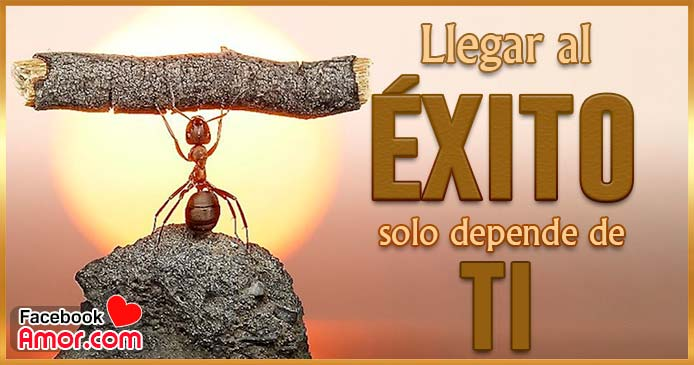 Llegar al
ÉXITO
solo depende de
TI
Facebook
Amor.com